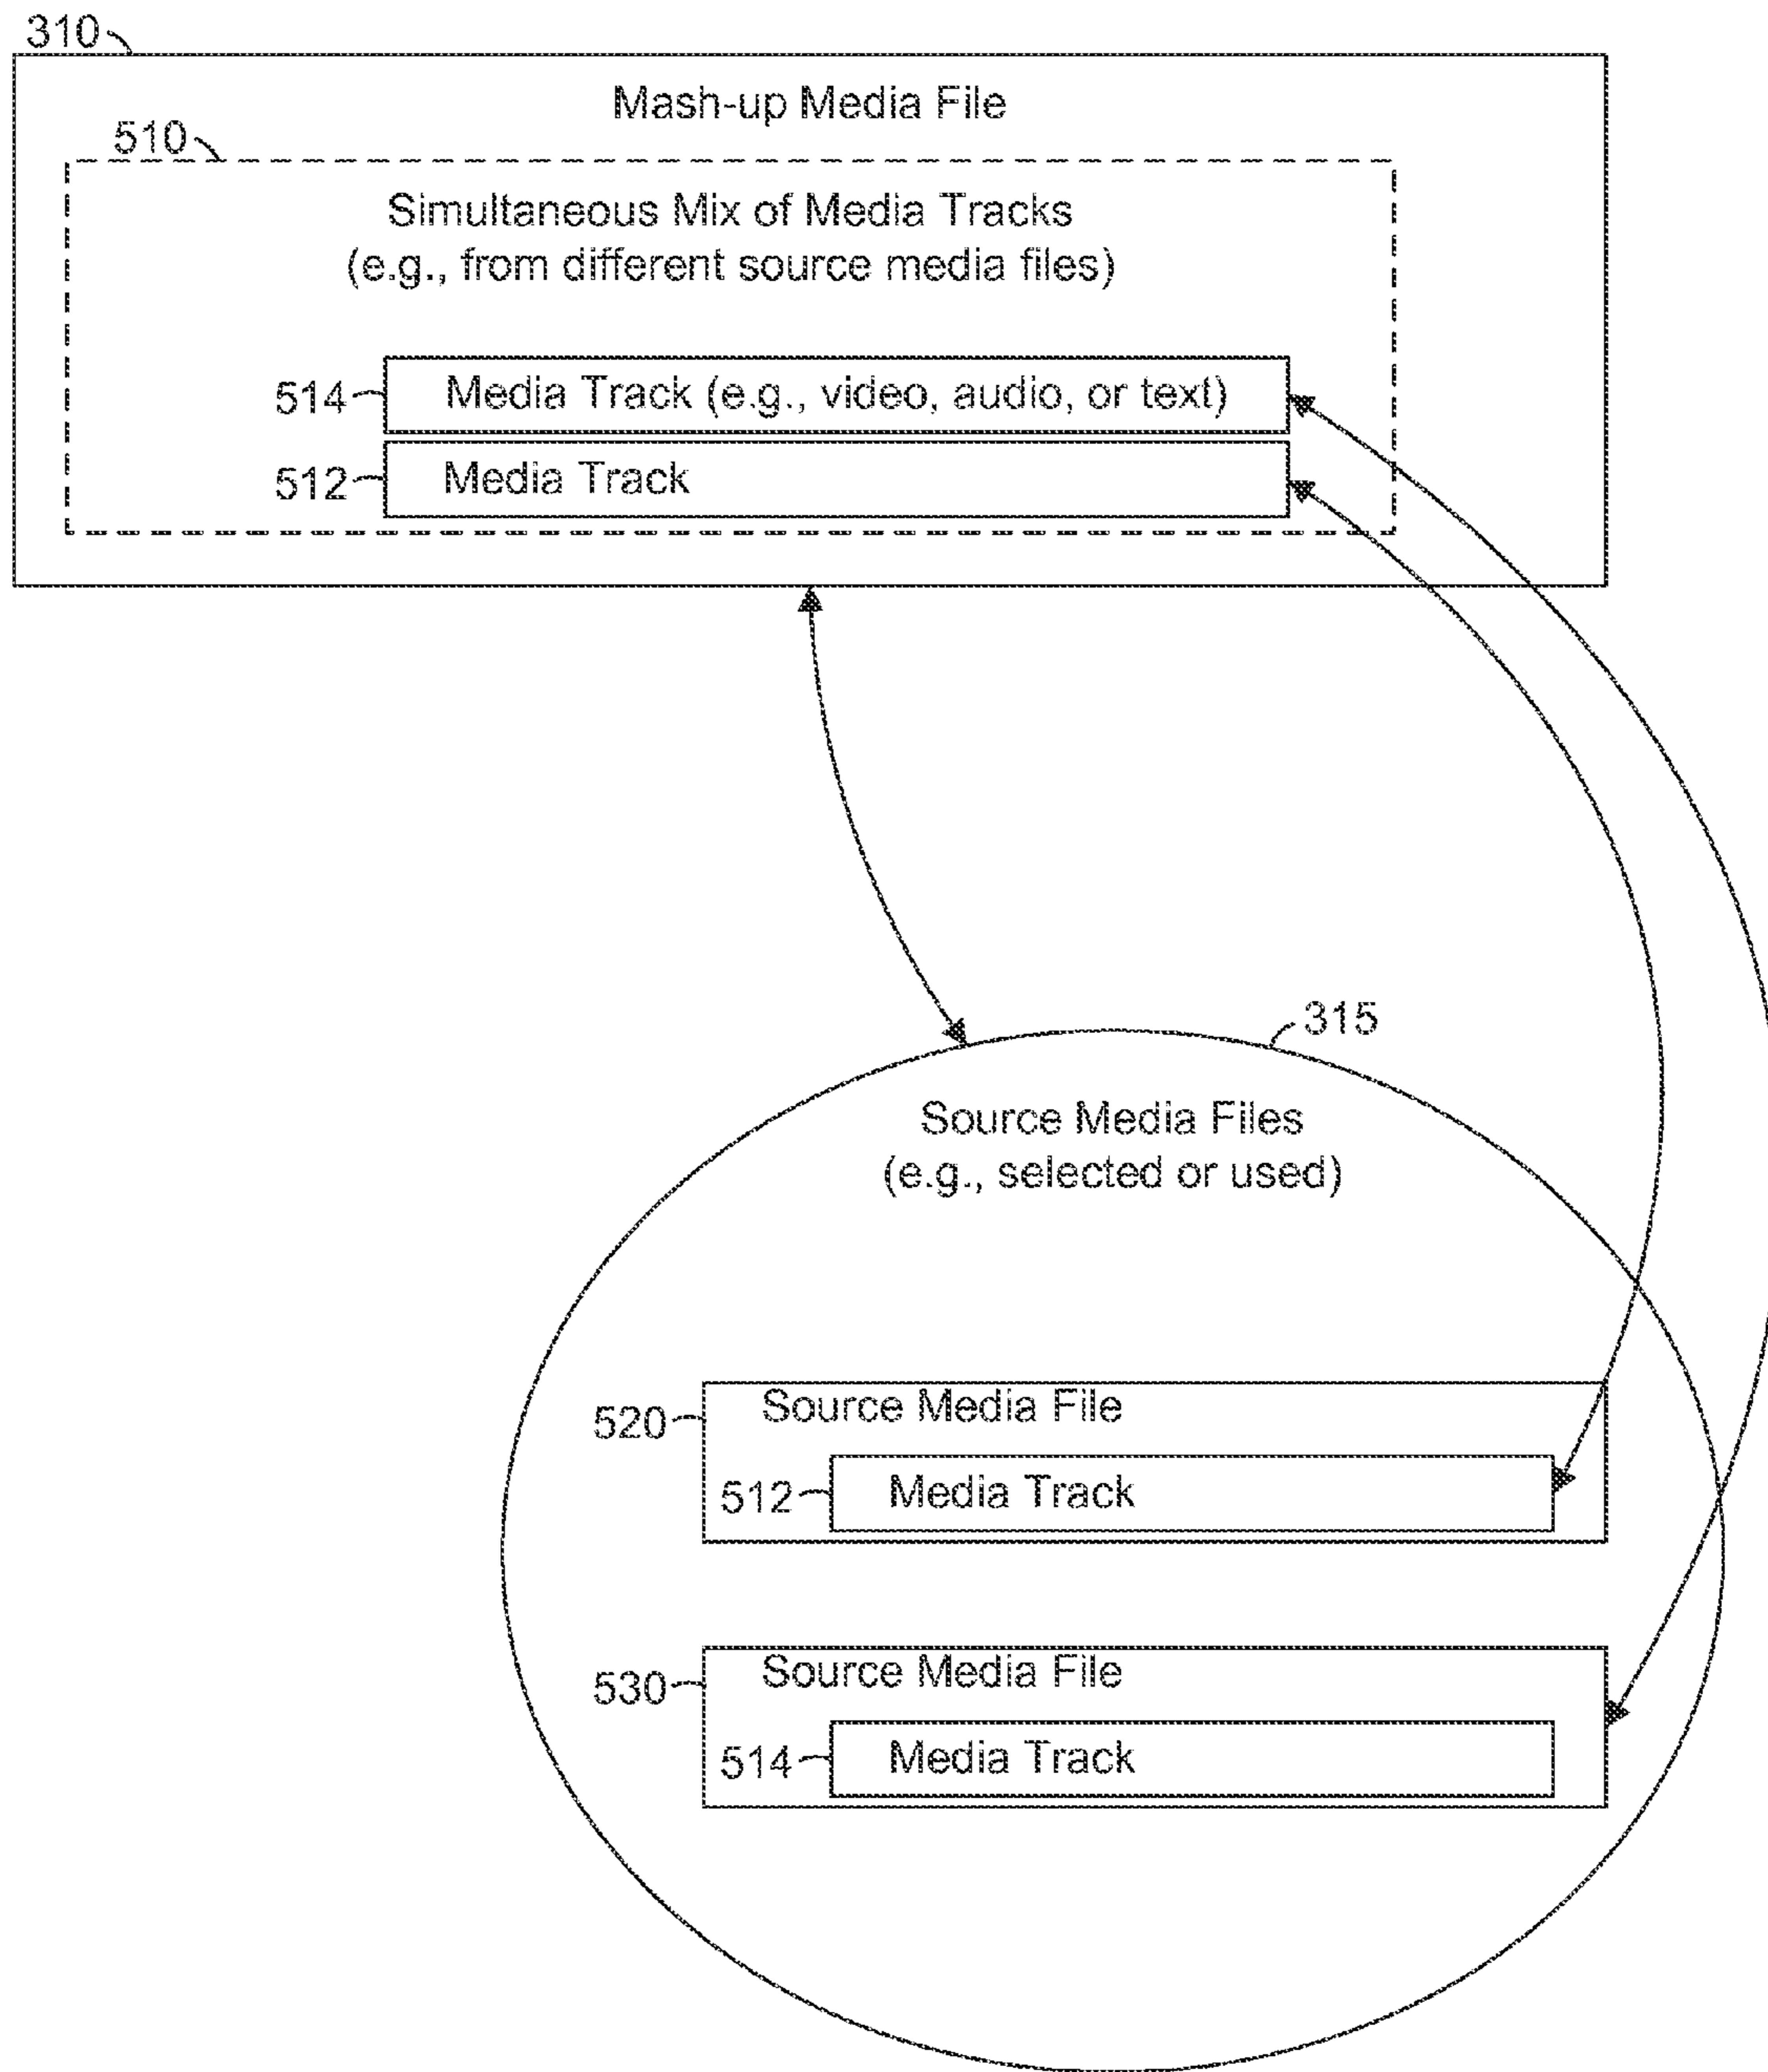 310
Mash-up Media File
510
Simultaneous Mix of Media Tracks
(e.g., from different source media files)
514
Media Track (e.g., video, audio, or text)
512
Media Track
315
Source Media Files
(e.g., selected or used)
520
Source Media File
512
Media Track
530
Source Media File
514
Media Track